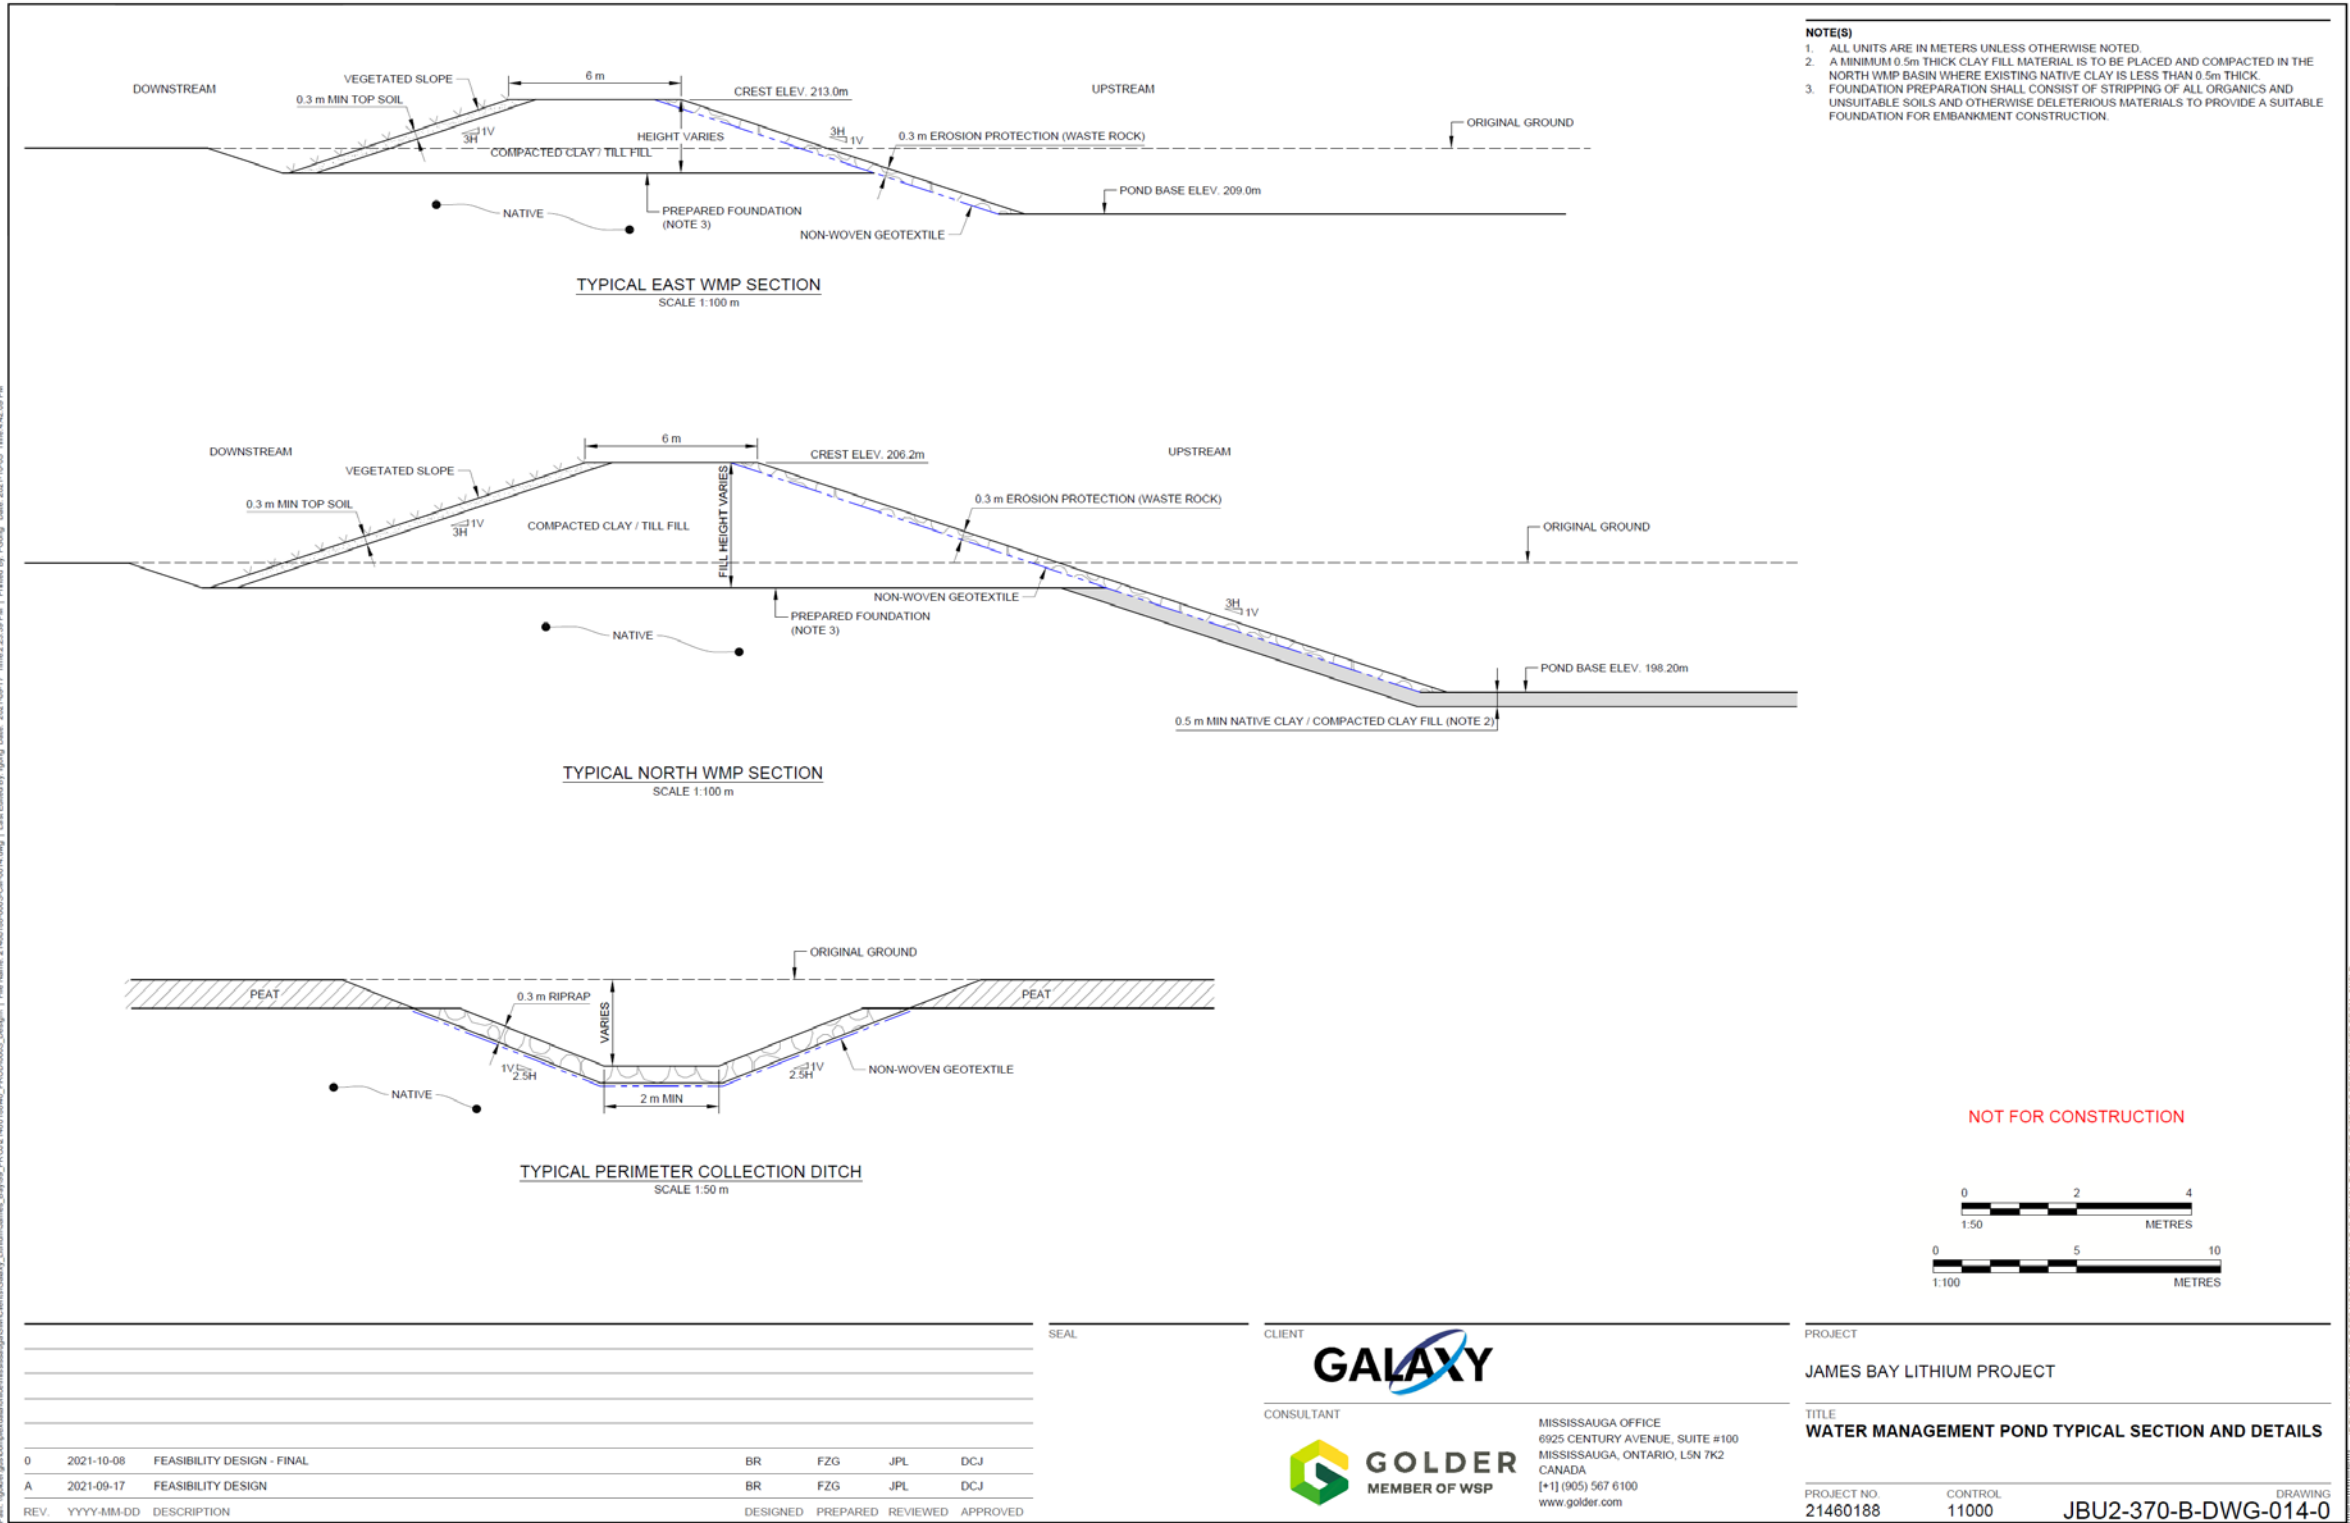 NOTE(S)
1. ALL UNITS ARE IN METERS UNLESS OTHERWISE NOTED.
2. A MINIMUM 0.5m THICK CLAY FILL MATERIAL IS TO BE PLACED AND COMPACTED IN THE
NORTH WMP BASIN WHERE EXISTING NATIVE CLAY IS LESS THAN 0.5m THICK.
3. FOUNDATION PREPARATION SHALL CONSIST OF STRIPPING OF ALL ORGANICS AND
UNSUITABLE SOILS AND OTHERWISE DELETERIOUS MATERIALS TO PROVIDE A SUITABLE
FOUNDATION FOR EMBANKMENT CONSTRUCTION.
DOWNSTREAM
VEGETATED SLOPE
0.3 m MIN TOP SOIL
6 m
CREST ELEV. 213.0m
UPSTREAM
1V
3H
HEIGHT VARIES
COMPACTED CLAY / TILL FILL
3H
1V
0.3 m EROSION PROTECTION (WASTE ROCK)
ORIGINAL GROUND
POND BASE ELEV. 209.0m
NATIVE
PREPARED FOUNDATION
(NOTE 3)
NON-WOVEN GEOTEXTILE
TYPICAL EAST WMP SECTION
SCALE 1:100 m
DOWNSTREAM
VEGETATED SLOPE
0.3 m MIN TOP SOIL
6 m
CREST ELEV. 206.2m
UPSTREAM
1V
3H
COMPACTED CLAY / TILL FILL
FILL HEIGHT VARIES
0.3 m EROSION PROTECTION (WASTE ROCK)
ORIGINAL GROUND
NON-WOVEN GEOTEXTILE
3H
1V
PREPARED FOUNDATION
(NOTE 3)
NATIVE
POND BASE ELEV. 198.20m
0.5 m MIN NATIVE CLAY / COMPACTED CLAY FILL (NOTE 2)
TYPICAL NORTH WMP SECTION
SCALE 1:100 m
ORIGINAL GROUND
PEAT
0.3 m RIPRAP
VARIES
PEAT
1V
2.5H
1V
2.5H
NON-WOVEN GEOTEXTILE
NATIVE
2 m MIN
TYPICAL PERIMETER COLLECTION DITCH
SCALE 1:50 m
NOT FOR CONSTRUCTION
0 2 4
1:50 METRES
0 5 10
1:100 METRES
0 2021-10-08 FEASIBILITY DESIGN - FINAL BR FZG JPL DCJ
A 2021-09-17 FEASIBILITY DESIGN BR FZG JPL DCJ
REV. YYYY-MM-DD DESCRIPTION DESIGNED PREPARED REVIEWED APPROVED
SEAL
CLIENT
GALAXY
CONSULTANT
GOLDER
MEMBER OF WSP
MISSISSAUGA OFFICE
6925 CENTURY AVENUE, SUITE #100
MISSISSAUGA, ONTARIO, L5N 7K2
CANADA
[+1] (905) 567 6100
www.golder.com
PROJECT
JAMES BAY LITHIUM PROJECT
TITLE
WATER MANAGEMENT POND TYPICAL SECTION AND DETAILS
PROJECT NO. CONTROL DRAWING
21460188 11000 JBU2-370-B-DWG-014-0